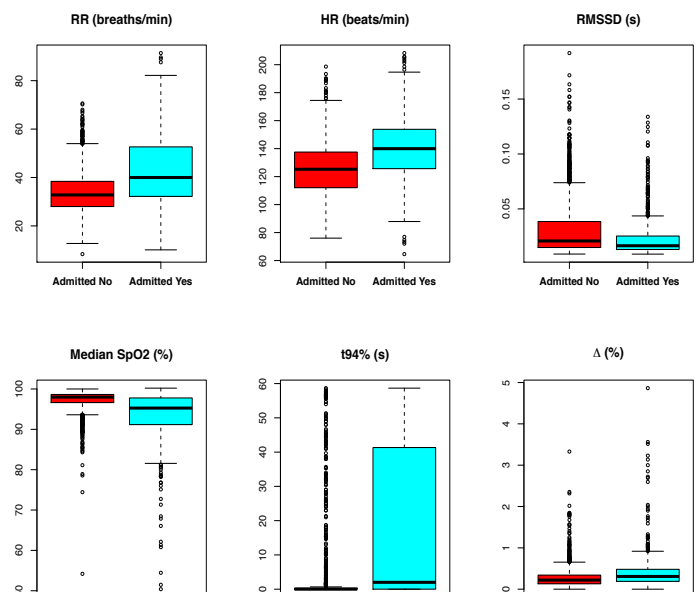 RR (breaths/min)
HR (beats/min)
RMSSD (s)
80
60
40
20
200
180
160
140
120
100
80
60
0.15
0.10
0.05
Admitted No
Admitted Yes
Admitted No
Admitted Yes
Admitted No
Admitted Yes
Median SpO2 (%)
t94% (s)
Δ (%)
100
90
80
70
60
60
50
40
30
20
10
0
5
4
3
2
1
0